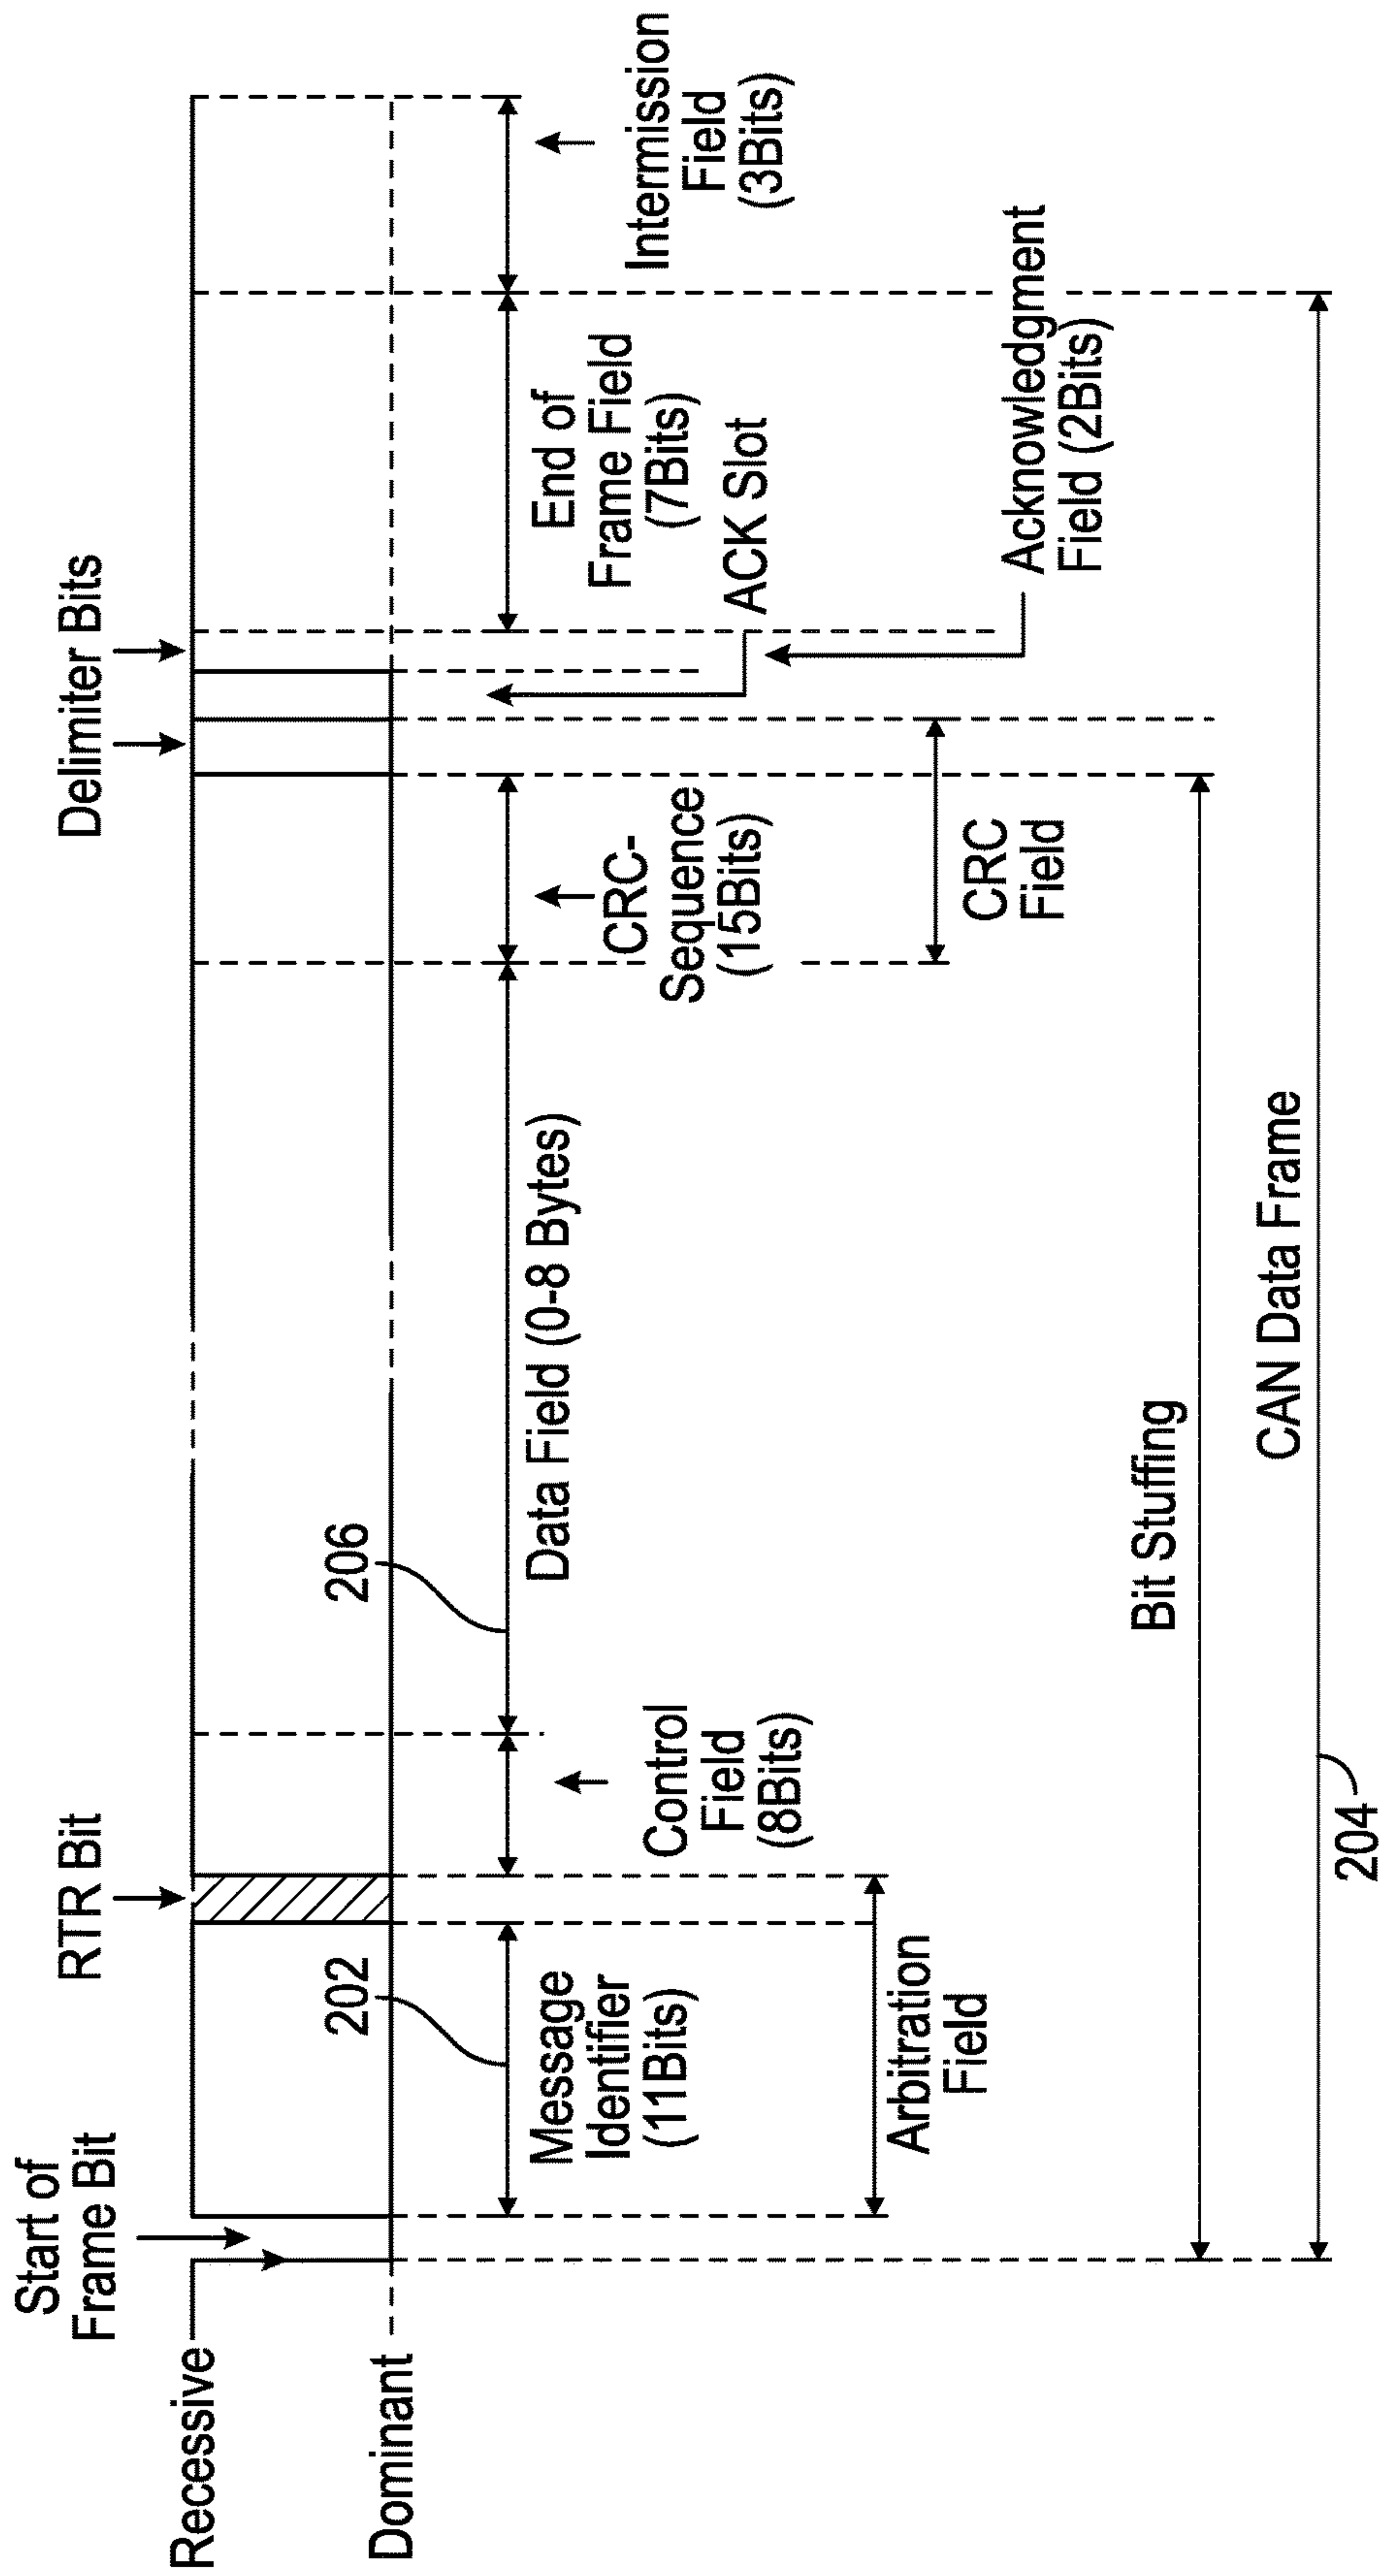 Start of
Frame Bit
RTR Bit
Delimiter Bits
Recessive
Dominant
202
206
Message
Identifier
(11Bits)
Control
Field
(8Bits)
Data Field (0-8 Bytes)
CRC-
Sequence
(15Bits)
End of
Frame Field
(7Bits)
ACK Slot
Intermission
Field
(3Bits)
Arbitration
Field
CRC
Field
Acknowledgment
Field (2Bits)
Bit Stuffing
CAN Data Frame
204